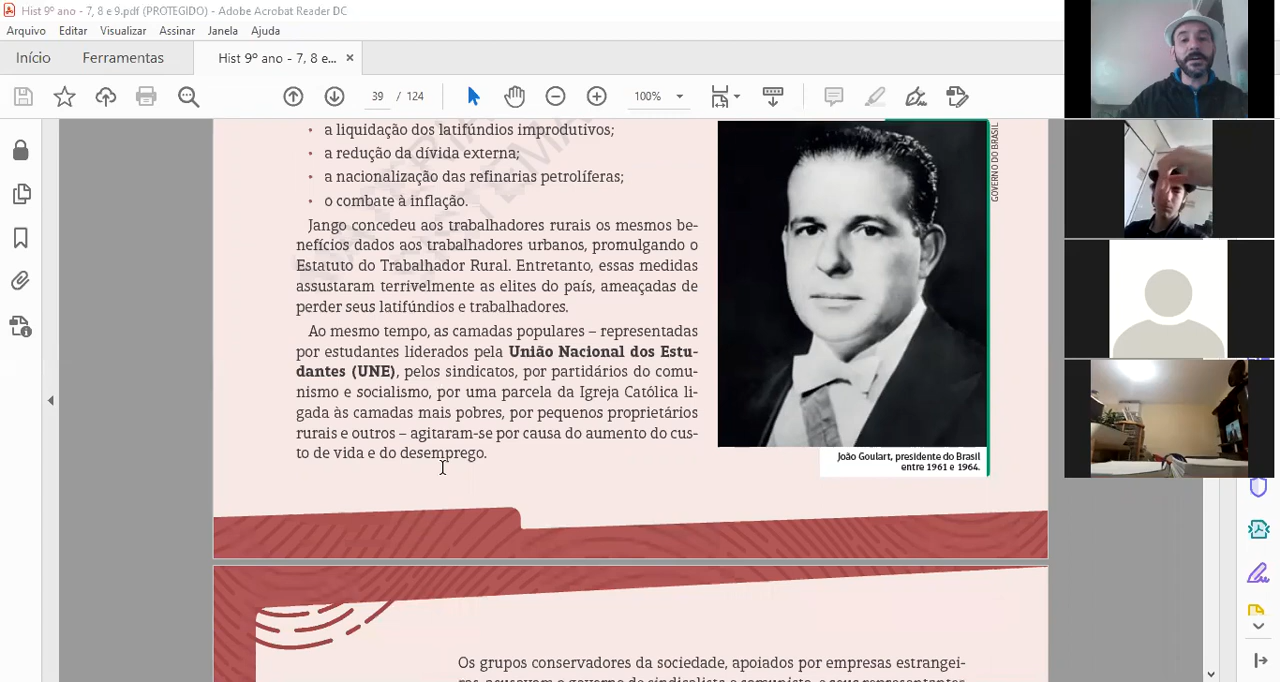 Hist 9º ano - 7, 8 e 9.pdf (PROTEGIDO) - Adobe Acrobat Reader DC
Arquivo Editar Visualizar Assinar Janela Ajuda
Início Ferramentas Hist 9º ano - 7, 8 e... ×
39 / 124 100%
• a liquidação dos latifúndios improdutivos;
• a redução da dívida externa;
• a nacionalização das refinarias petrolíferas;
• o combate à inflação.
Jango concedeu aos trabalhadores rurais os mesmos be-
nefícios dados aos trabalhadores urbanos, promulgando o
Estatuto do Trabalhador Rural. Entretanto, essas medidas
assustaram terrivelmente as elites do país, ameaçadas de
perder seus latifúndios e trabalhadores.
Ao mesmo tempo, as camadas populares – representadas
por estudantes liderados pela União Nacional dos Estu-
dantes (UNE), pelos sindicatos, por partidários do comu-
nismo e socialismo, por uma parcela da Igreja Católica li-
gada às camadas mais pobres, por pequenos proprietários
rurais e outros – agitaram-se por causa do aumento do cus-
to de vida e do desemprego.
GOVERNO DO BRASIL
João Goulart, presidente do Brasil
entre 1961 e 1964.
Os grupos conservadores da sociedade, apoiados por empresas estrangei-